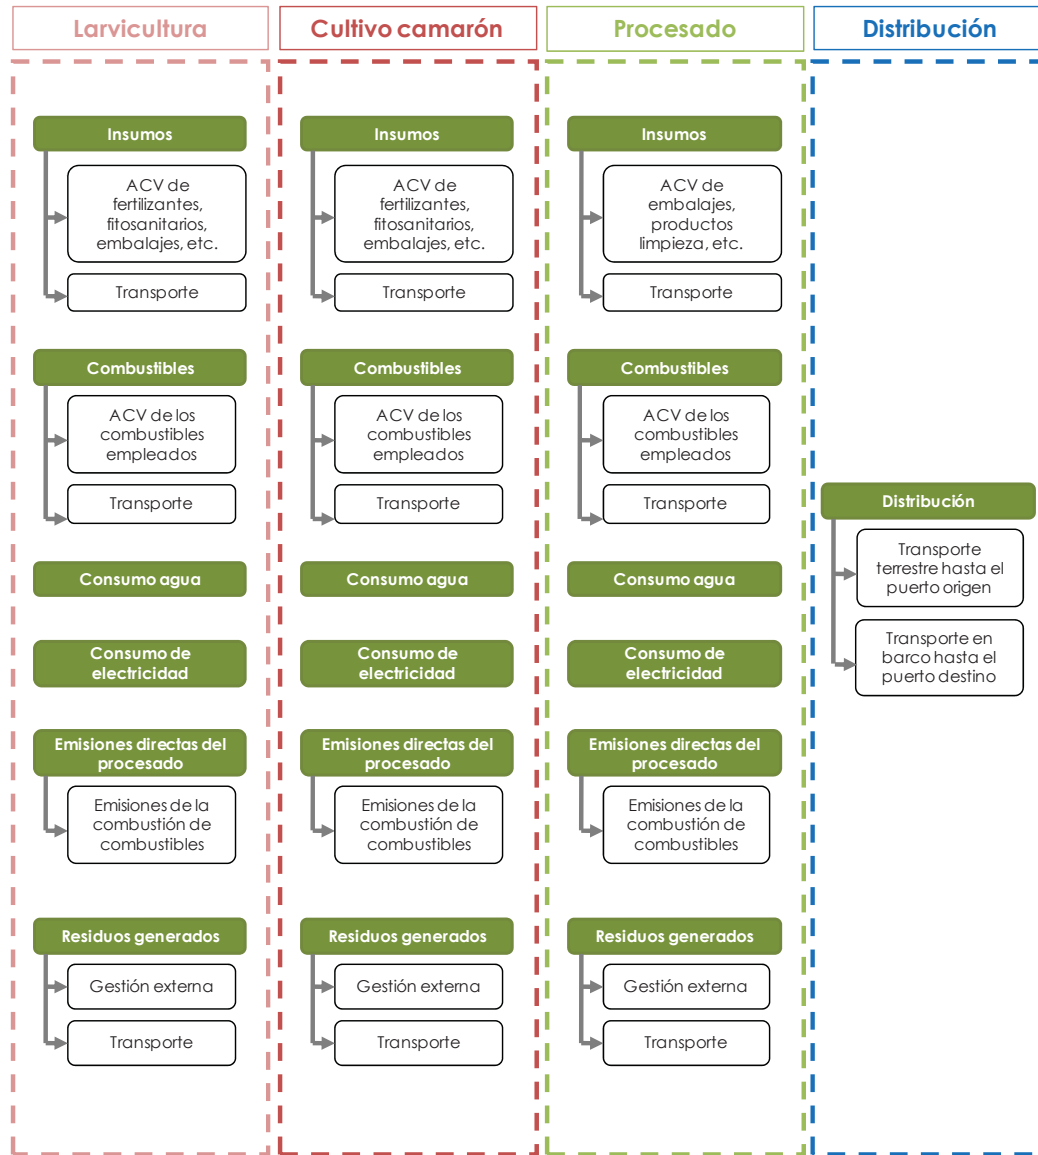 Larvicultura
Insumos
ACV de
fertilizantes,
fitosanitarios,
embalajes, etc.
Transporte
Combustibles
ACV de los
combustibles
empleados
Transporte
Consumo agua
Consumo de
electricidad
Emisiones directas del
procesado
Emisiones de la
combustión de
combustibles
Residuos generados
Gestión externa
Transporte
Cultivo camarón
Insumos
ACV de
fertilizantes,
fitosanitarios,
embalajes, etc.
Transporte
Combustibles
ACV de los
combustibles
empleados
Transporte
Consumo agua
Consumo de
electricidad
Emisiones directas del
procesado
Emisiones de la
combustión de
combustibles
Residuos generados
Gestión externa
Transporte
Procesado
Insumos
ACV de
embalajes,
productos
limpieza, etc.
Transporte
Combustibles
ACV de los
combustibles
empleados
Transporte
Consumo agua
Consumo de
electricidad
Emisiones directas del
procesado
Emisiones de la
combustión de
combustibles
Residuos generados
Gestión externa
Transporte
Distribución
Distribución
Transporte
terrestre hasta el
puerto origen
Transporte en
barco hasta el
puerto destino